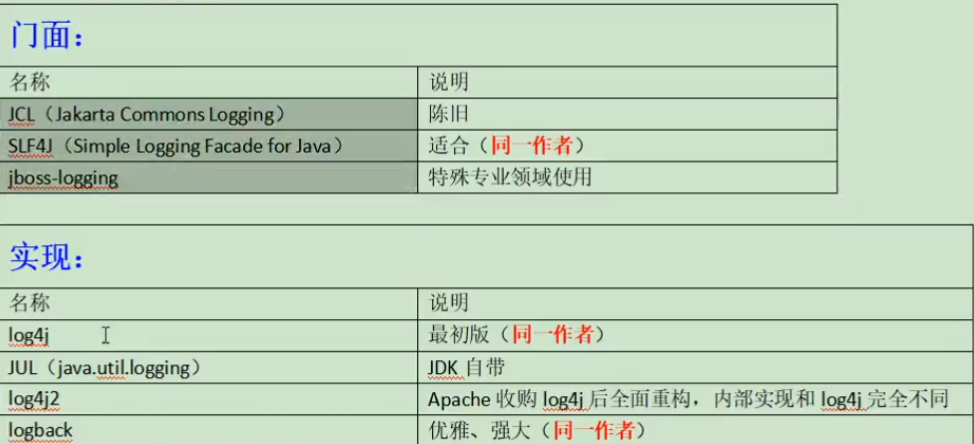 门面：
名称 说明
JCL（Jakarta Commons Logging） 陈旧
SLF4J（Simple Logging Facade for Java） 适合（同一作者）
jboss-logging 特殊专业领域使用
实现：
名称 说明
log4j 最初版（同一作者）
JUL（java.util.logging） JDK 自带
log4j2 Apache 收购 log4j 后全面重构，内部实现和 log4j 完全不同
logback 优雅、强大（同一作者）